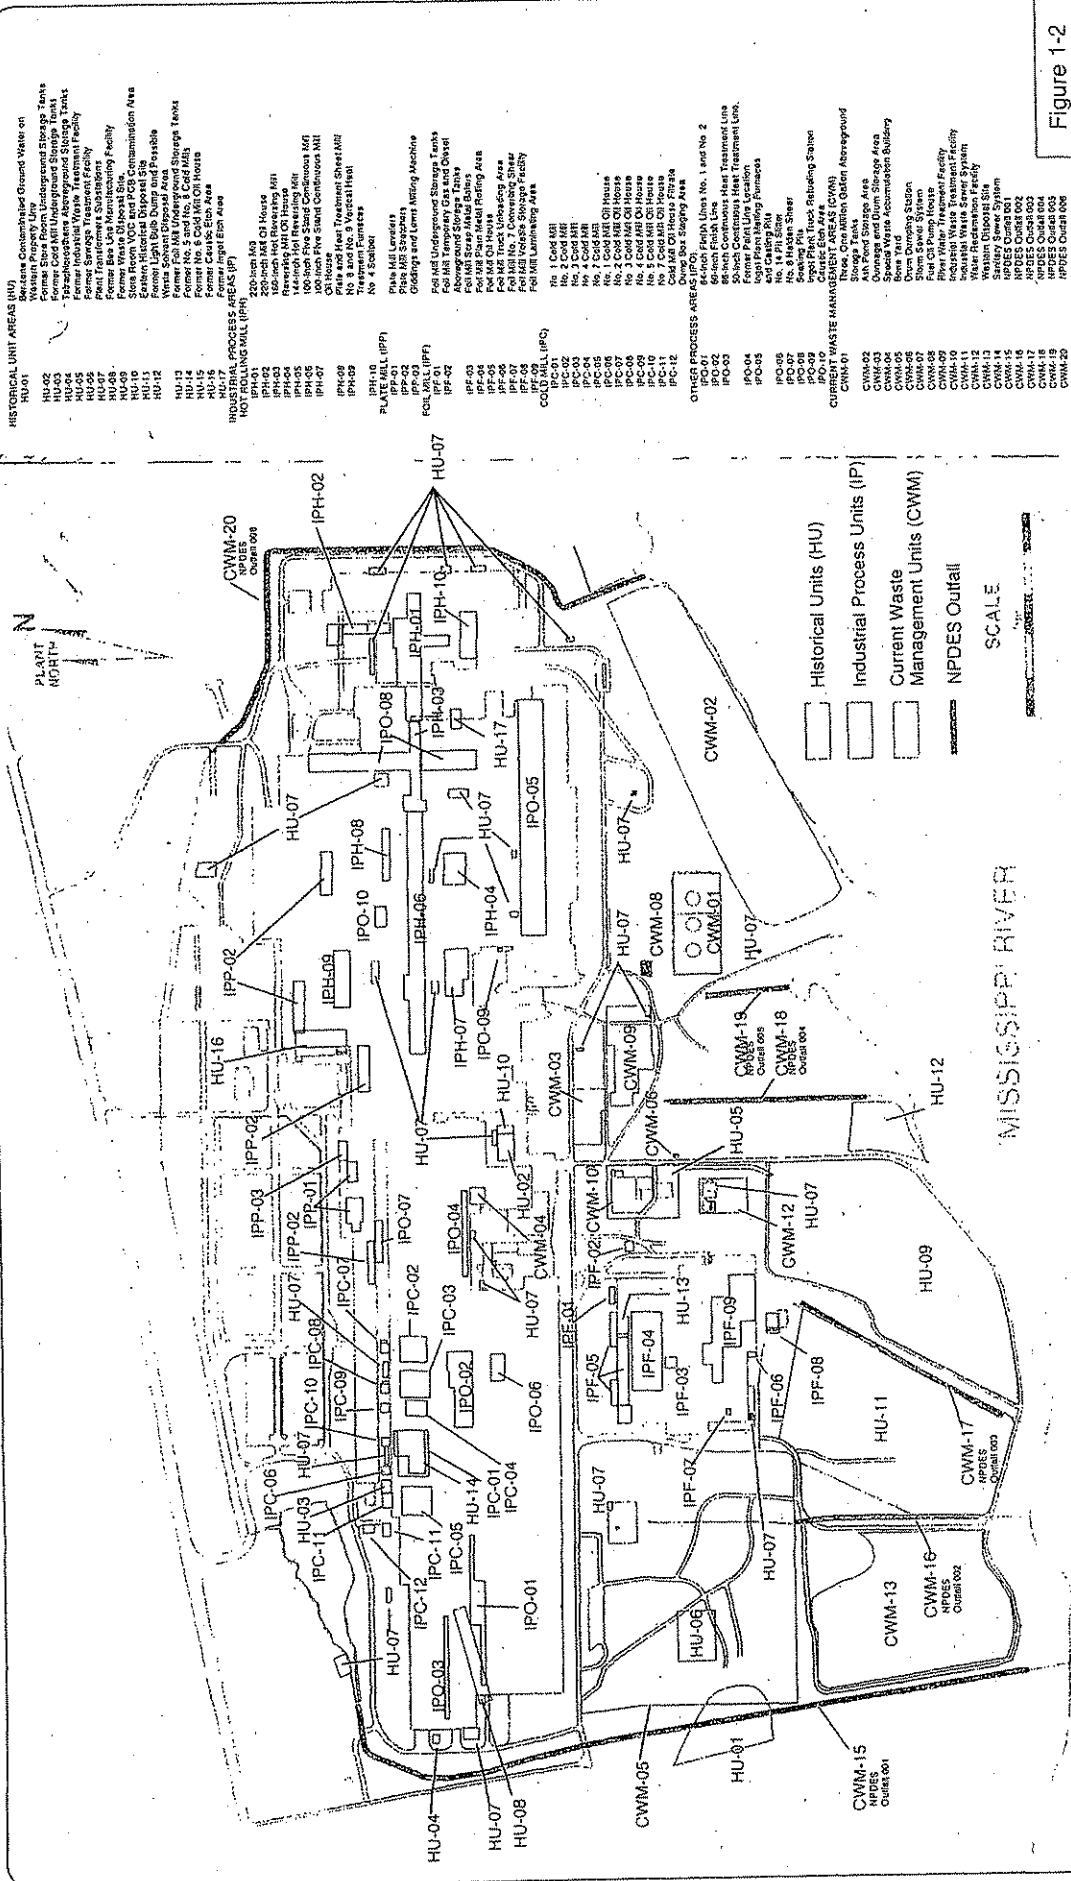 HISTORICAL UNIT AREAS (HU)
HU-01 Benzene Contaminated Ground Water on
Western Property Line
HU-02 Former East End Underground Storage Tanks
HU-03 Former Cold Mill Underground Storage Tanks
HU-04 Tetrachloroethene Aboveground Storage Tanks
HU-05 Former Industrial Waste Treatment Facility
HU-06 Former Sewage Treatment Facility
HU-07 Plant Transformers Substations
HU-08 Former Base Line Manufacturing Facility
HU-09 Former Waste Disposal Site
HU-10 Store Room VOC and PCB Contamination Area
HU-11 Eastern Waste Disposal Site
HU-12 Former Light Bulb Dump and Possible
Waste Solvent Disposal Area
HU-13 Former Foil Mill Underground Storage Tanks
HU-14 Former No. 5 and No. 6 Cold Mills
HU-15 Former No. 6 Cold Mill Oil House
HU-16 Former Caustic Etch Area
HU-17 Former Ingot Etch Area
INDUSTRIAL PROCESS AREAS (IP)
HOT ROLLING MILL (IPH)
IPH-01 220-Inch Mill
IPH-02 220-Inch Mill Oil House
IPH-03 160-Inch Hot Reversing Mill
IPH-04 Reversing Mill Oil House
IPH-05 144-Inch Hot Reversing Mill
IPH-06 100-Inch Five Stand Continuous Mill
IPH-07 100-Inch Five Stand Continuous Mill
Oil House
IPH-08 Plate and Heat Treatment Sheet Mill
IPH-09 No. 8 and No. 9 Vertical Heat
Treatment Furnaces
IPH-10 No. 4 Scalper
PLATE MILL (IPP)
IPP-01 Plate Mill Levelers
IPP-02 Plate Mill Stretchers
IPP-03 Giddings and Lewis Milling Machine
FOIL MILL (IPF)
IPF-01 Foil Mill Underground Storage Tanks
IPF-02 Foil Mill Temporary Gas and Diesel
Aboveground Storage Tanks
IPF-03 Foil Mill Scrap Metal Balers
IPF-04 Foil Mill Plain Metal Rolling Area
IPF-05 Foil Mill Oil Houses
IPF-06 Foil Mill Truck Unloading Area
IPF-07 Foil Mill No. 7 Converting Shear
IPF-08 Foil Mill Volatile Storage Facility
IPF-09 Foil Mill Laminating Area
COLD MILL (IPC)
IPC-01 No. 1 Cold Mill
IPC-02 No. 2 Cold Mill
IPC-03 No. 3 Cold Mill
IPC-04 No. 4 Cold Mill
IPC-05 No. 7 Cold Mill
IPC-06 No. 1 Cold Mill Oil House
IPC-07 No. 2 Cold Mill Oil House
IPC-08 No. 3 Cold Mill Oil House
IPC-09 No. 4 Cold Mill Oil House
IPC-10 No. 5 Cold Mill Oil House
IPC-11 No. 7 Cold Mill Oil House
IPC-12 Cold Mill Oil House Filtrate
Dump Box Staging Area
OTHER PROCESS AREAS (IPO)
IPO-01 84-Inch Finish Lines No. 1 and No. 2
IPO-02 60-Inch Finish Line
IPO-03 86-Inch Continuous Heat Treatment Line
50-Inch Continuous Heat Treatment Line
IPO-04 Former Paint Line Location
IPO-05 Ingot Plant Melting Furnaces
and Casting Pits
IPO-06 No. 14 Pit Slitter
IPO-07 No. 8 Halden Shear
IPO-08 Soaking Pits
IPO-09 Ingot Plant Truck Refueling Station
IPO-10 Caustic Etch Area
CURRENT WASTE MANAGEMENT AREAS (CWM)
CWM-01 Three, One Million Gallon Aboveground
Storage Tanks
CWM-02 Ash Pond Storage Area
CWM-03 Dunnage and Drum Storage Area
CWM-04 Special Waste Accumulation Building
CWM-05 Bone Yard
CWM-06 Drum Rinsing Station
CWM-07 Storm Sewer System
CWM-08 Fuel Oil Pump House
CWM-09 River Water Treatment Facility
CWM-10 Industrial Waste Treatment Facility
CWM-11 Industrial Waste Sewer System
CWM-12 Water Reclamation Facility
CWM-13 Western Disposal Site
CWM-14 Sanitary Sewer System
CWM-15 NPDES Outfall 001
CWM-16 NPDES Outfall 002
CWM-17 NPDES Outfall 003
CWM-18 NPDES Outfall 004
CWM-19 NPDES Outfall 005
CWM-20 NPDES Outfall 006
Figure 1-2
PLANT
NORTH
N
CWM-20
NPDES
Outfall 006
IPH-02
HU-07
IPH-10
IPH-01
IPH-03
IPO-08
HU-17
HU-07
HU-07
IPO-05
IPH-08
IPH-04
IPO-10
IPH-06
IPP-02
IPH-09
IPH-07
IPO-09
HU-16
HU-10
HU-07
HU-02
IPP-02
IPP-03
IPP-01
IPP-02
IPO-07
IPO-04
CWM-04
HU-07
IPC-07
HU-07
IPC-02
IPC-08
IPC-03
IPC-10
IPC-09
IPO-02
IPO-06
HU-07
IPC-06
HU-03
IPC-11
HU-14
IPC-01
IPC-04
IPC-11
IPC-05
IPC-12
HU-07
IPO-01
IPO-03
HU-04
HU-07
HU-08
CWM-02
HU-07
CWM-08
CWM-01
HU-07
HU-07
CWM-03
CWM-09
CWM-19
NPDES
Outfall 005
CWM-18
NPDES
Outfall 004
CWM-06
HU-05
CWM-10
HU-12
HU-07
CWM-12
IPF-02
IPF-01
HU-13
IPF-09
IPF-05
IPF-04
IPF-03
IPF-08
IPF-06
HU-09
HU-11
CWM-17
NPDES
Outfall 003
IPF-07
HU-07
HU-07
CWM-16
NPDES
Outfall 002
CWM-13
HU-06
CWM-05
HU-01
CWM-15
NPDES
Outfall 001
MISSISSIPPI RIVER
Historical Units (HU)
Industrial Process Units (IP)
Current Waste
Management Units (CWM)
NPDES Outfall
SCALE